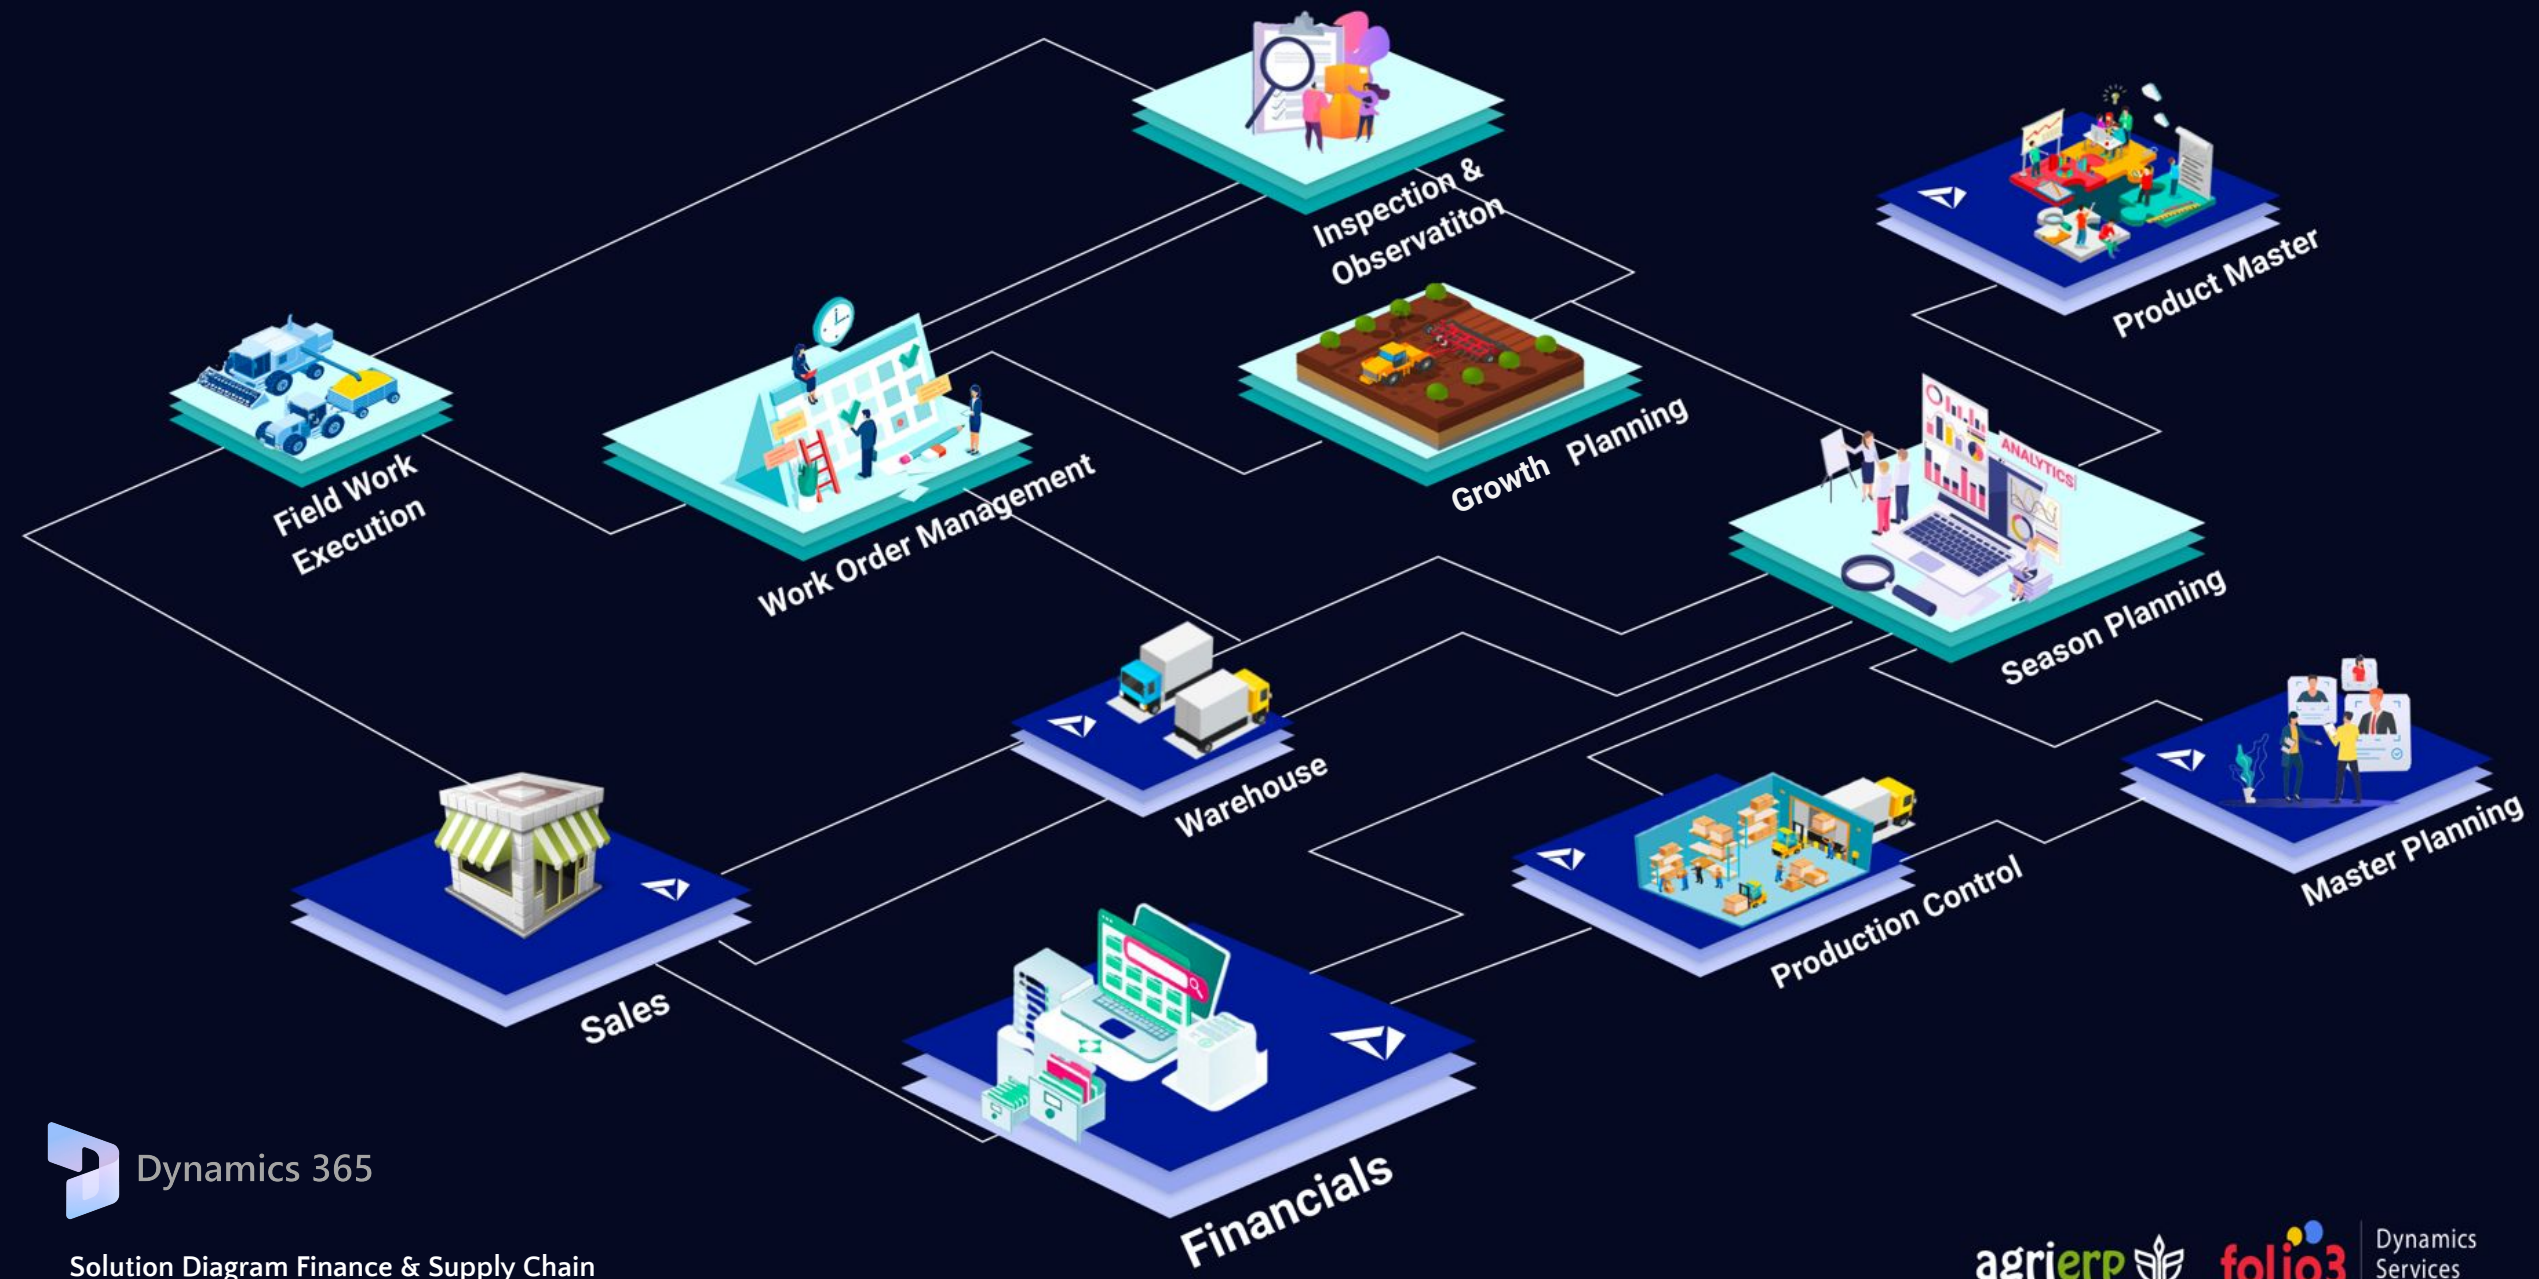 Inspection &
Observatiton
Product Master
Growth Planning
ANALYTICS
Field Work
Execution
Work Order Management
Season Planning
Warehouse
Master Planning
Production Control
Sales
Financials
Dynamics 365
Solution Diagram Finance & Supply Chain
agrierp
folio3
Dynamics
Services